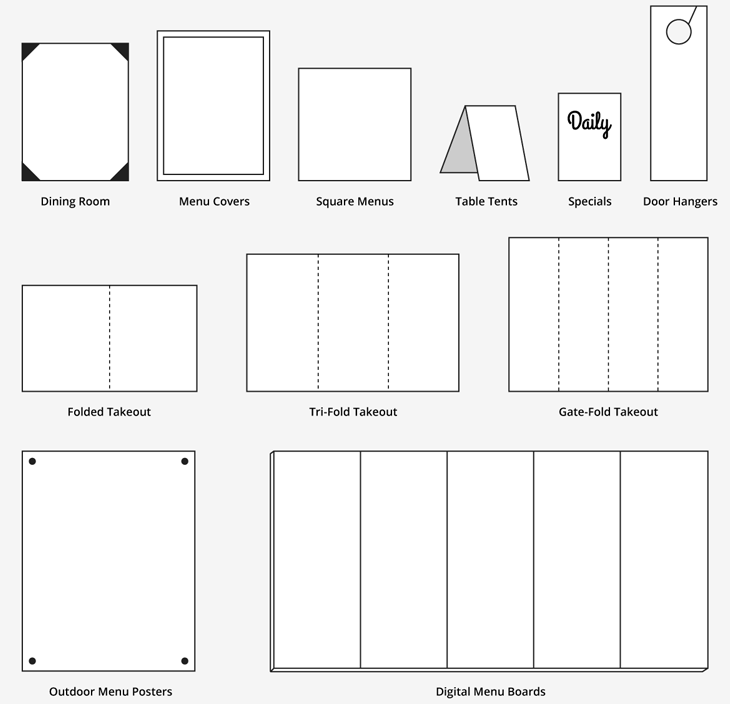 Daily
Dining Room
Menu Covers
Square Menus
Table Tents
Specials
Door Hangers
Folded Takeout
Tri-Fold Takeout
Gate-Fold Takeout
Outdoor Menu Posters
Digital Menu Boards